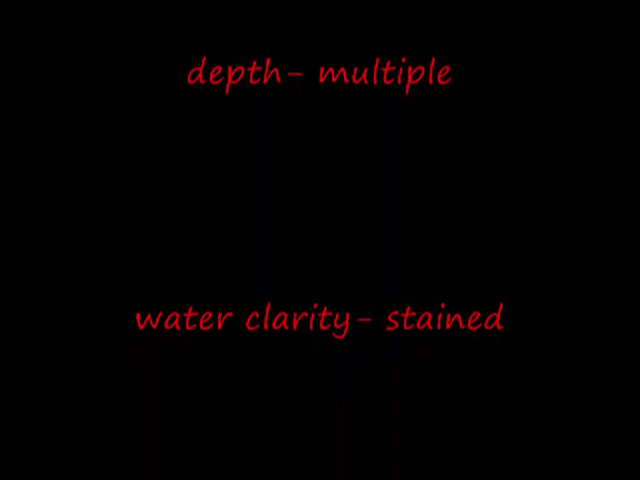 depth- multiple
water clarity- stained